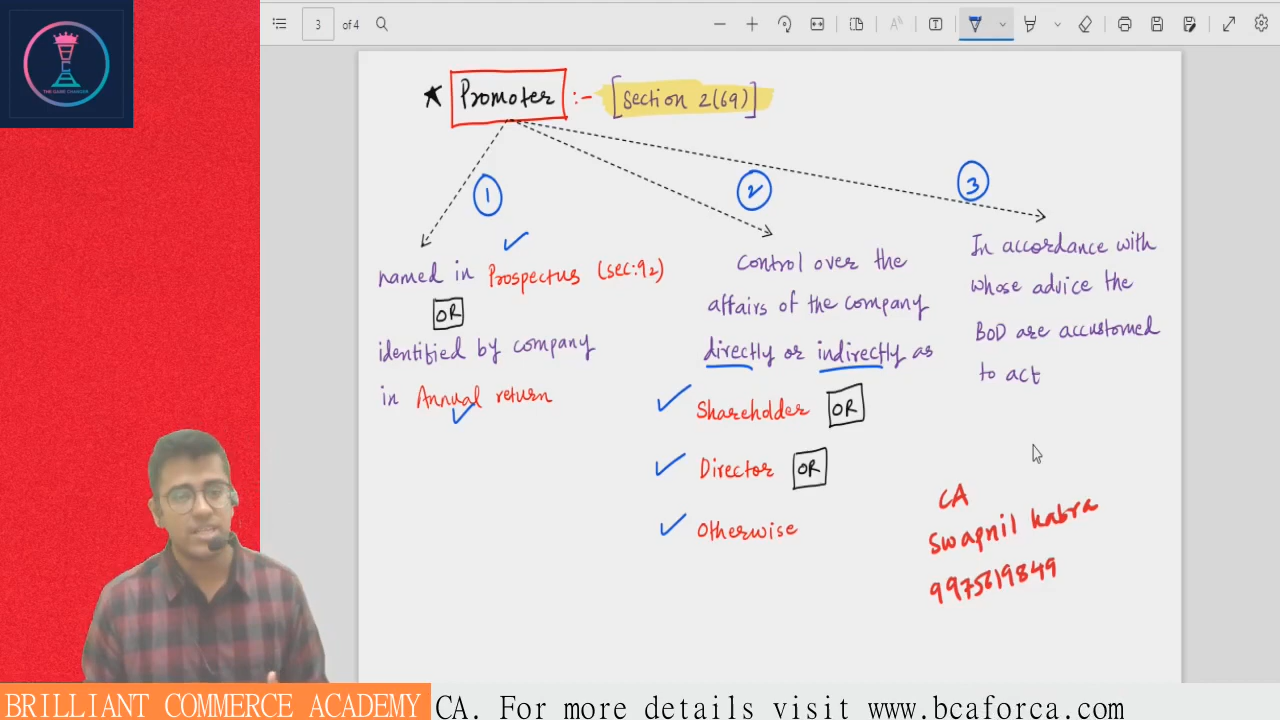 3 of 4
THE GAME CHANGER
★ Promoter :- [Section 2(69)]
1
2
3
named in Prospectus (sec:92)
OR
identified by company
in Annual return
Control over the
affairs of the company
directly or indirectly as
Shareholder OR
Director OR
Otherwise
In accordance with
whose advice the
BOD are accustomed
to act
CA
Swapnil kabra
9975619849
BRILLIANT COMMERCE ACADEMY CA. For more details visit www.bcaforca.com